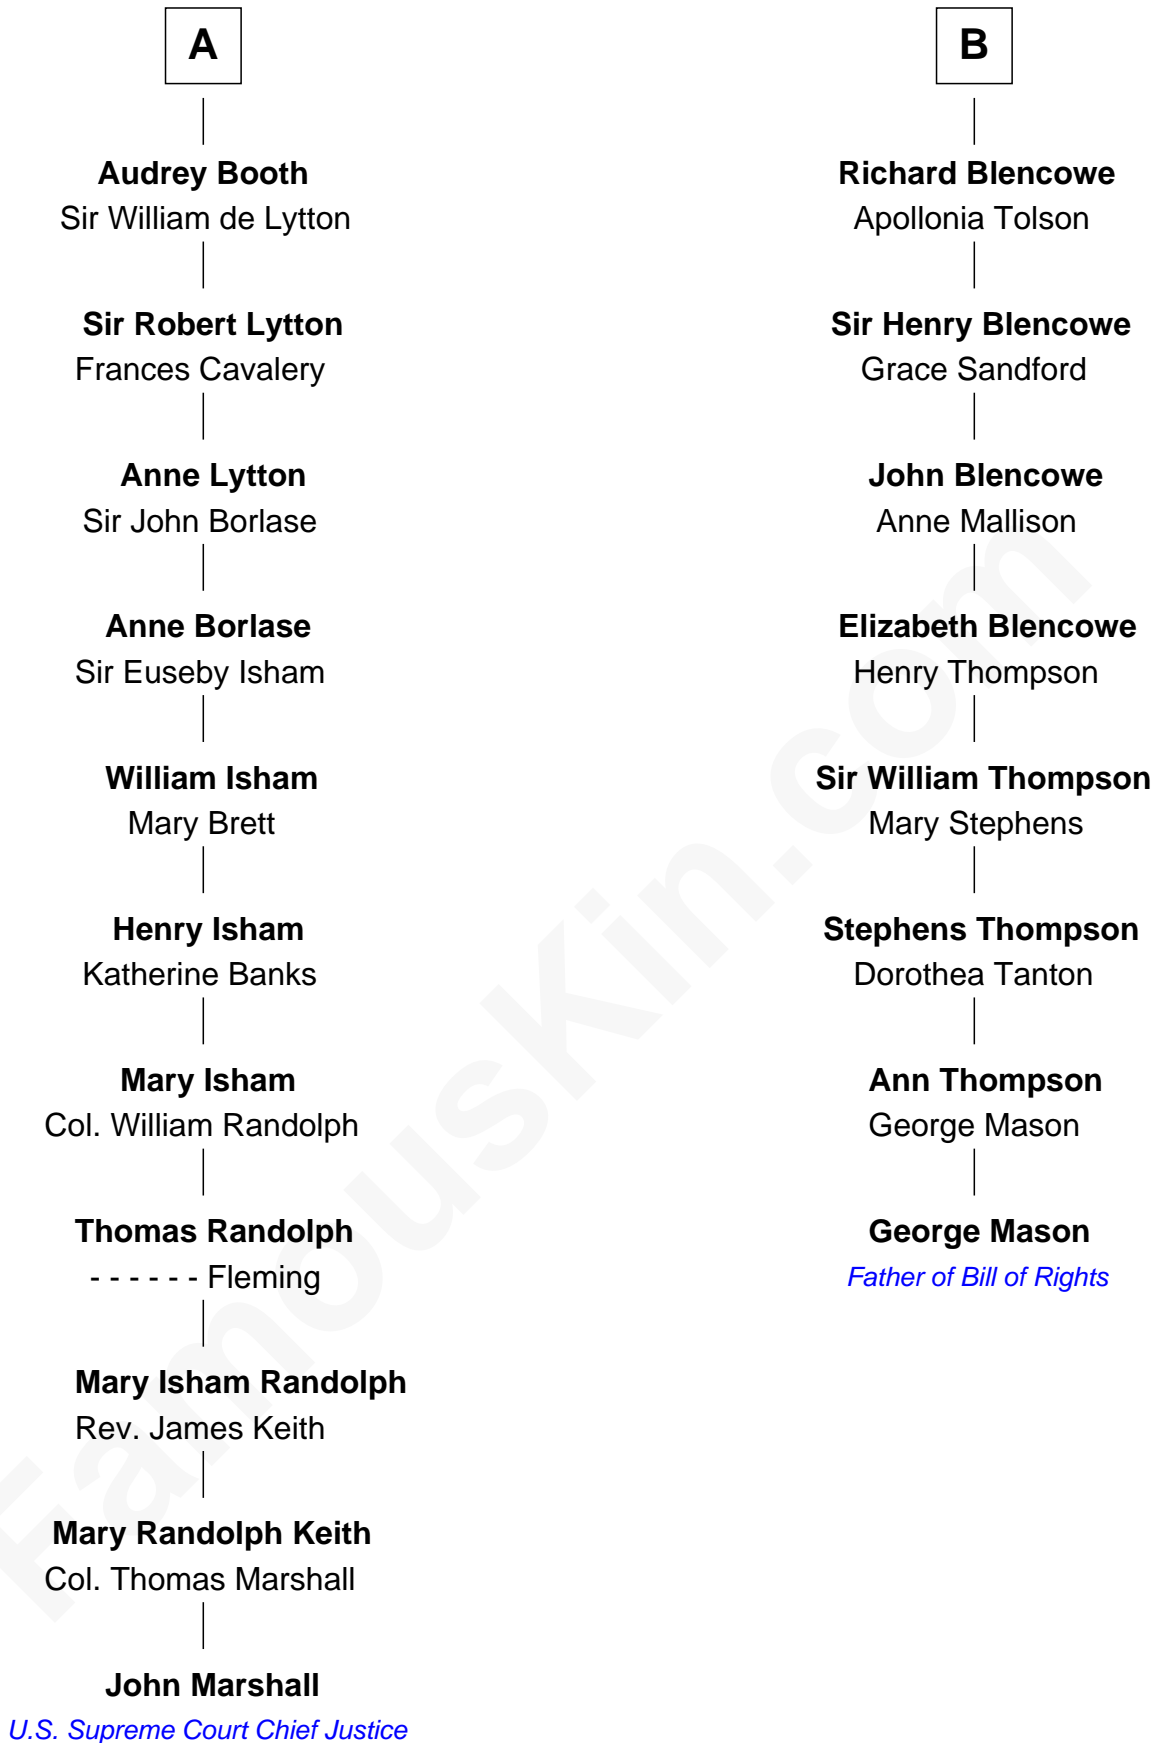 A
Audrey Booth
Sir William de Lytton
Sir Robert Lytton
Frances Cavalery
Anne Lytton
Sir John Borlase
Anne Borlase
Sir Euseby Isham
William Isham
Mary Brett
Henry Isham
Katherine Banks
Mary Isham
Col. William Randolph
Thomas Randolph
- - - - - - Fleming
Mary Isham Randolph
Rev. James Keith
Mary Randolph Keith
Col. Thomas Marshall
John Marshall
U.S. Supreme Court Chief Justice
B
Richard Blencowe
Apollonia Tolson
Sir Henry Blencowe
Grace Sandford
John Blencowe
Anne Mallison
Elizabeth Blencowe
Henry Thompson
Sir William Thompson
Mary Stephens
Stephens Thompson
Dorothea Tanton
Ann Thompson
George Mason
George Mason
Father of Bill of Rights
FamousKin.com